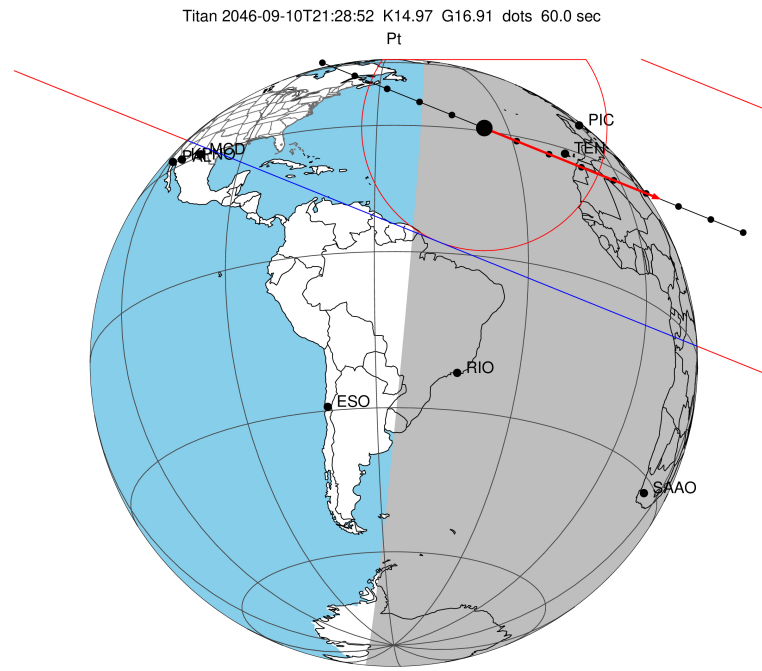 Titan 2046-09-10T21:28:52 K14.97 G16.91 dots 60.0 sec
Pt
PIC
MCD
TEN
RIO
ESO
SAAO